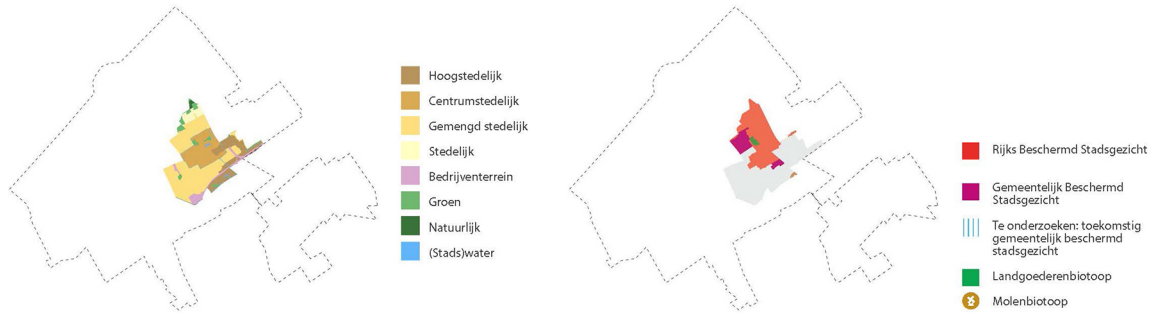 Hoogstedelijk
Centrumstedelijk
Gemengd stedelijk
Stedelijk
Bedrijventerrein
Groen
Natuurlijk
(Stads)water
Rijks Beschermd Stadsgezicht
Gemeentelijk Beschermd
Stadsgezicht
Te onderzoeken: toekomstig
gemeentelijk beschermd
stadsgezicht
Landgoederenbiotoop
Molenbiotoop